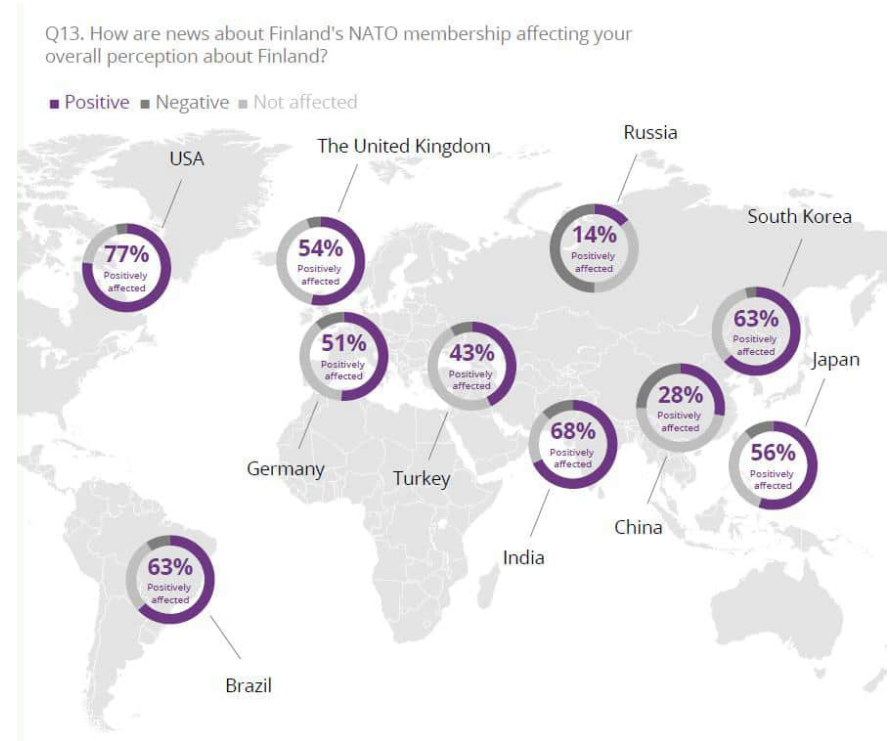 Q13. How are news about Finland's NATO membership affecting your
overall perception about Finland?
Positive Negative Not affected
USA
77%
Positively
affected
The United Kingdom
54%
Positively
affected
Russia
14%
Positively
affected
South Korea
63%
Positively
affected
51%
Positively
affected
Germany
43%
Positively
affected
Turkey
28%
Positively
affected
China
Japan
56%
Positively
affected
68%
Positively
affected
India
63%
Positively
affected
Brazil